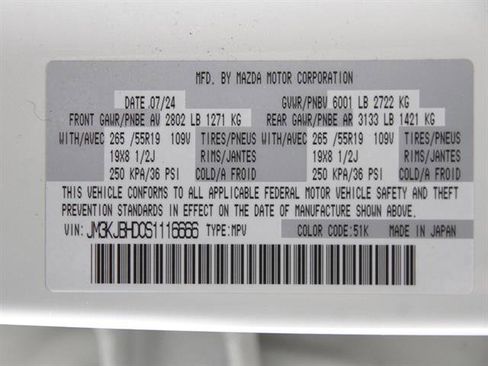 MFD. BY MAZDA MOTOR CORPORATION
DATE 07/24 GVWR/PNBV 6001 LB 2722 KG
FRONT GAWR/PNBE AV 2802 LB 1271 KG REAR GAWR/PNBE AR 3133 LB 1421 KG
WITH/AVEC 265 /55R19 109V TIRES/PNEUS WITH/AVEC 265 /55R19 109V TIRES/PNEUS
19X8 1/2J RIMS/JANTES 19X8 1/2J RIMS/JANTES
250 KPA/36 PSI COLD/A FROID 250 KPA/36 PSI COLD/A FROID
THIS VEHICLE CONFORMS TO ALL APPLICABLE FEDERAL MOTOR VEHICLE SAFETY AND THEFT
PREVENTION STANDARDS IN EFFECT ON THE DATE OF MANUFACTURE SHOWN ABOVE.
VIN: JM3KJBHD0S1116666 TYPE:MPV COLOR CODE:51K MADE IN JAPAN